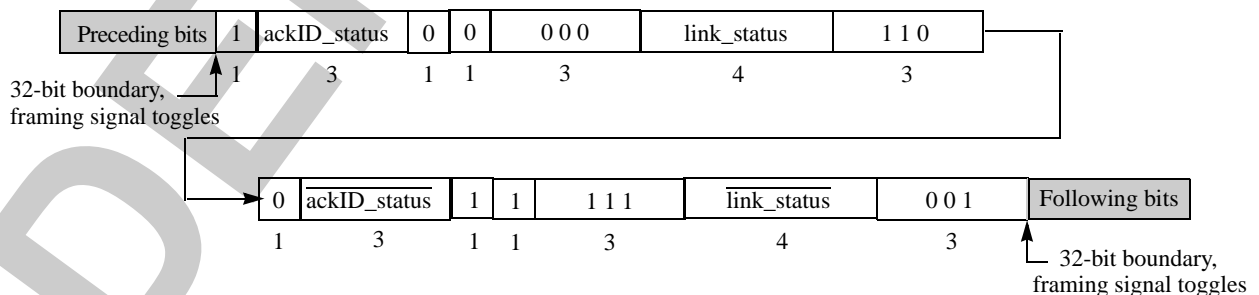 Preceding bits 1 ackID_status 0 0 0 0 0 link_status 1 1 0
1 3 1 1 3 4 3
32-bit boundary,
framing signal toggles
0 ackID_status 1 1 1 1 1 link_status 0 0 1 Following bits
1 3 1 1 3 4 3
32-bit boundary,
framing signal toggles